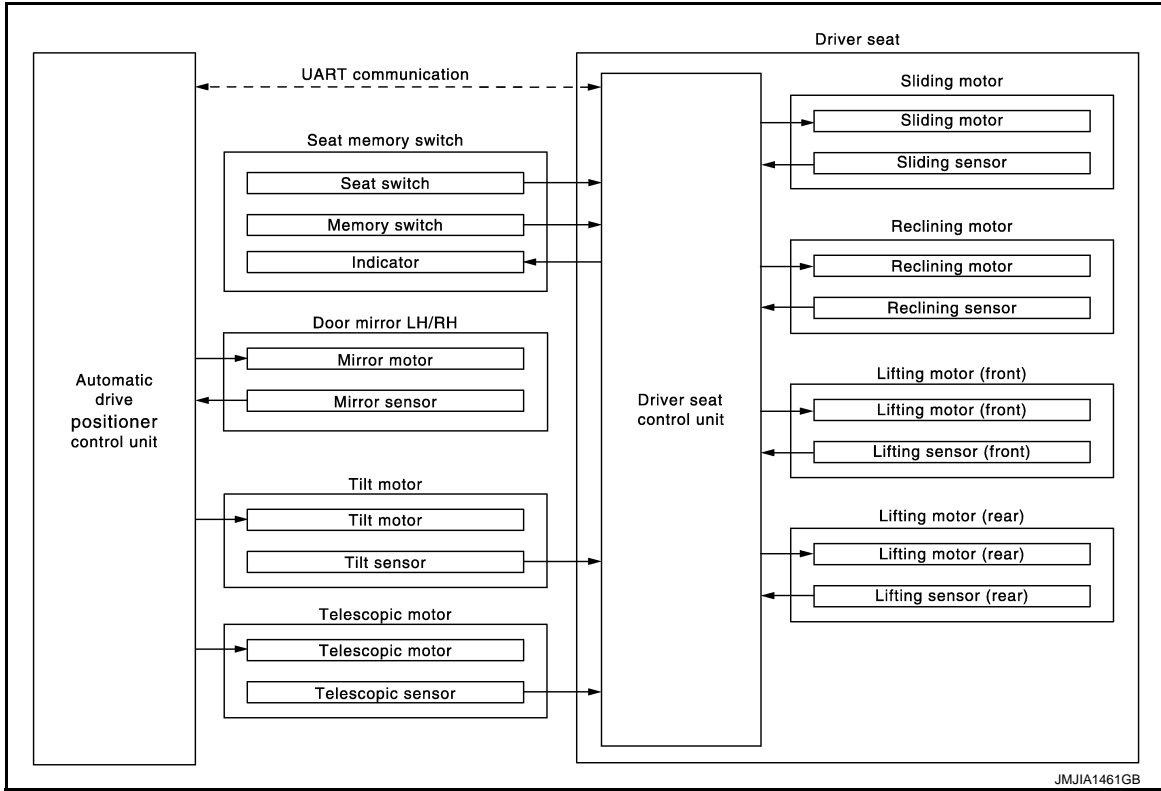 Driver seat
UART communication
Seat memory switch
Seat switch
Memory switch
Indicator
Door mirror LH/RH
Mirror motor
Mirror sensor
Automatic
drive
positioner
control unit
Tilt motor
Tilt motor
Tilt sensor
Telescopic motor
Telescopic motor
Telescopic sensor
Driver seat
control unit
Sliding motor
Sliding motor
Sliding sensor
Reclining motor
Reclining motor
Reclining sensor
Lifting motor (front)
Lifting motor (front)
Lifting sensor (front)
Lifting motor (rear)
Lifting motor (rear)
Lifting sensor (rear)
JMJIA1461GB